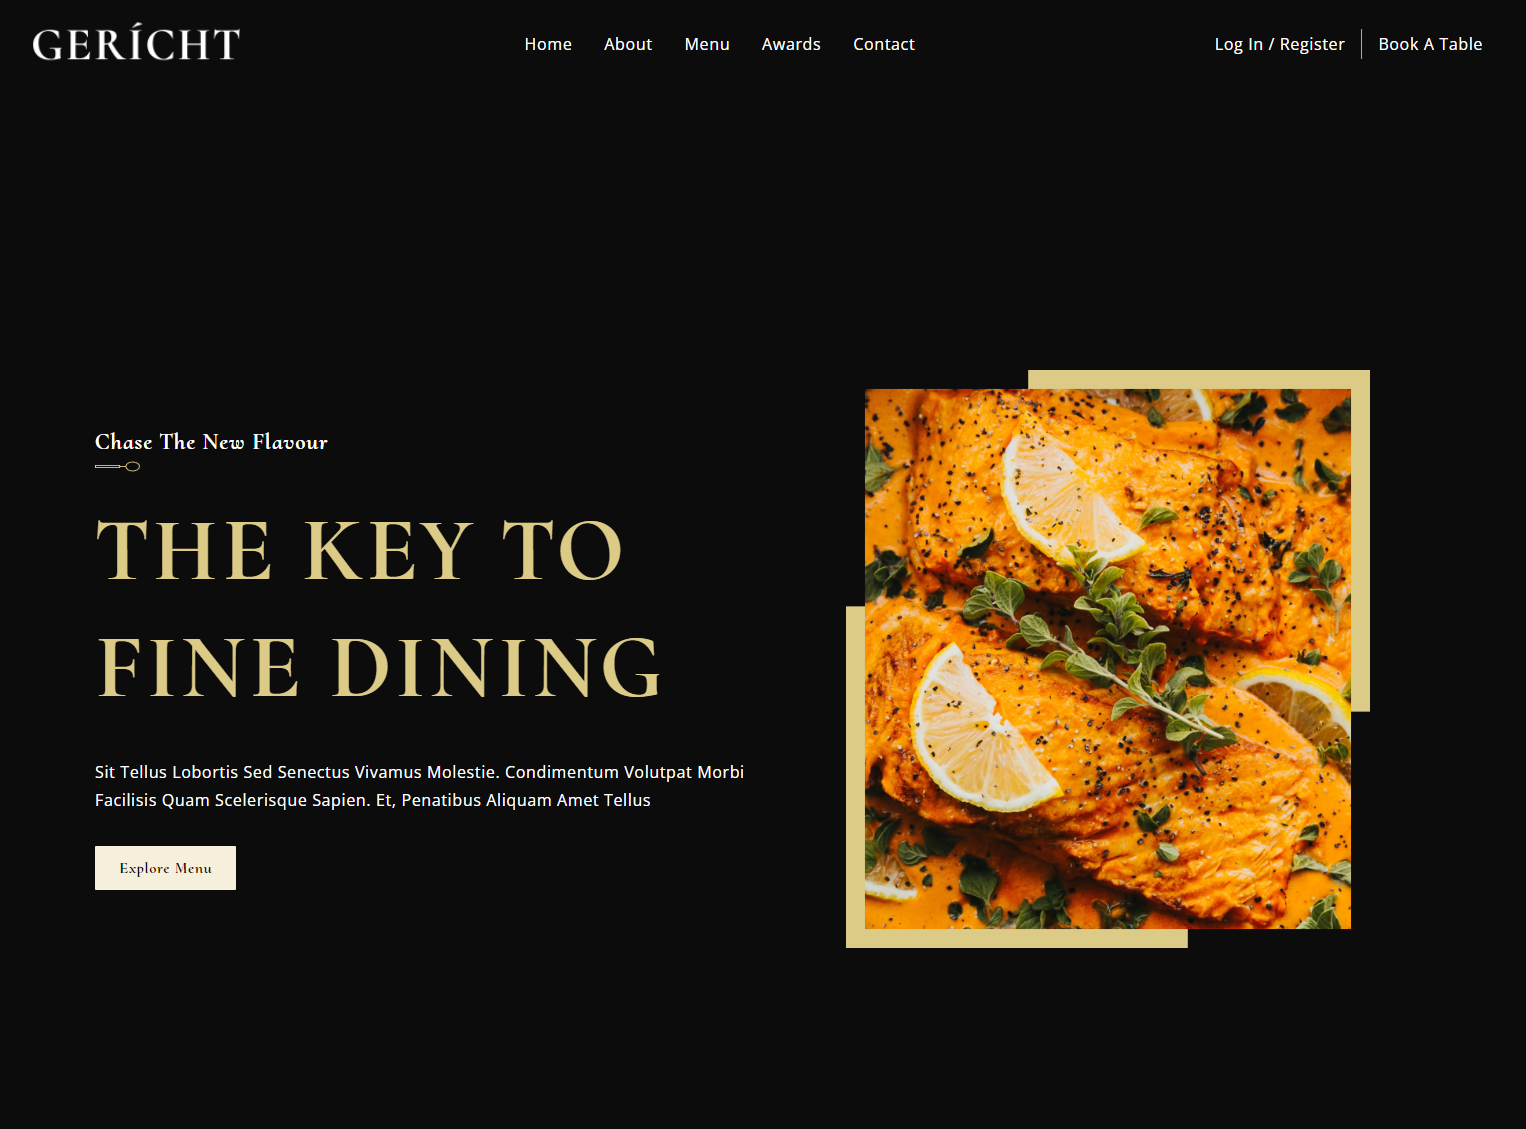 GERÍCHT
Home About Menu Awards Contact
Log In / Register Book A Table
Chase The New Flavour
THE KEY TO
FINE DINING
Sit Tellus Lobortis Sed Senectus Vivamus Molestie. Condimentum Volutpat Morbi
Facilisis Quam Scelerisque Sapien. Et, Penatibus Aliquam Amet Tellus
Explore Menu